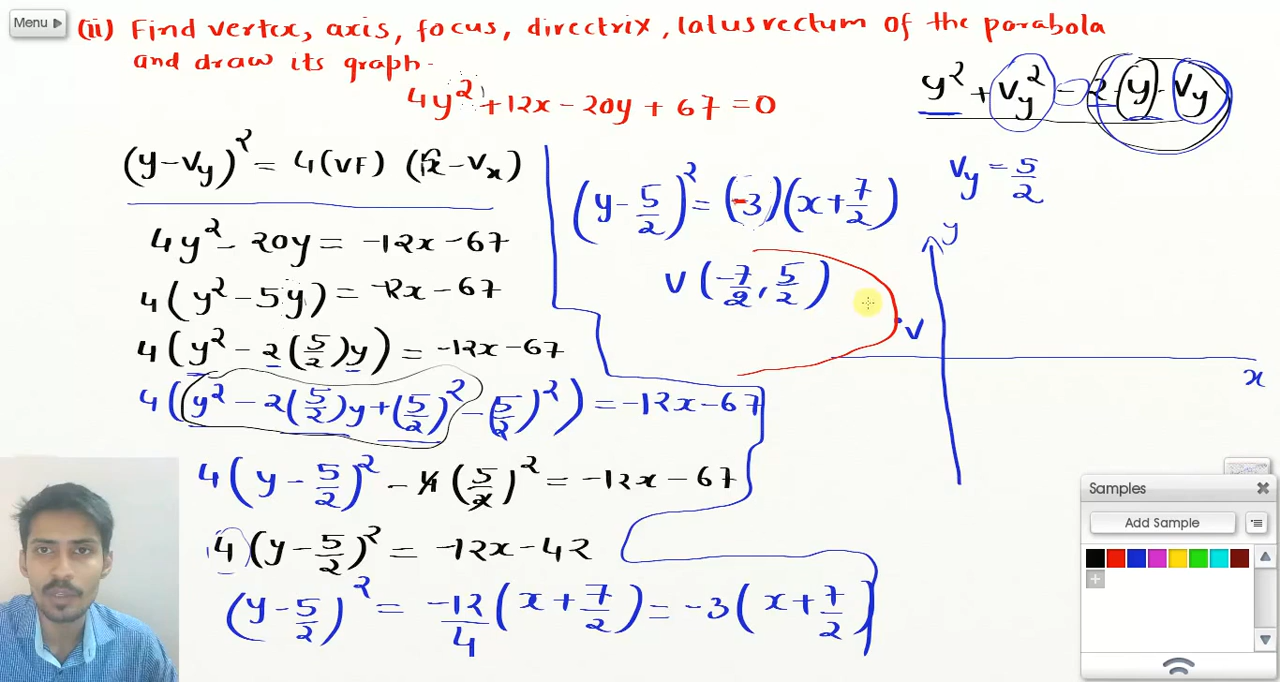 Menu
(ii) Find vertex, axis, focus, directrix, latusrectum of the parabola
and draw its graph.
4y² + 12x - 20y + 67 = 0
y² + Vy² - 2 y Vy
(y - Vy)² = 4(VF) (x - Vx)
4y² - 20y = -12x - 67
4(y² - 5y) = -12x - 67
4(y² - 2(5/2)y) = -12x - 67
4(y² - 2(5/2)y + (5/2)² - (5/2)²) = -12x - 67
4(y - 5/2)² - 4(5/2)² = -12x - 67
4(y - 5/2)² = -12x - 42
(y - 5/2)² = -12/4 (x + 7/2) = -3(x + 7/2)
(y - 5/2)² = (-3)(x + 7/2)
V(-7/2, 5/2)
Vy = 5/2
y
V
x
Samples
Add Sample